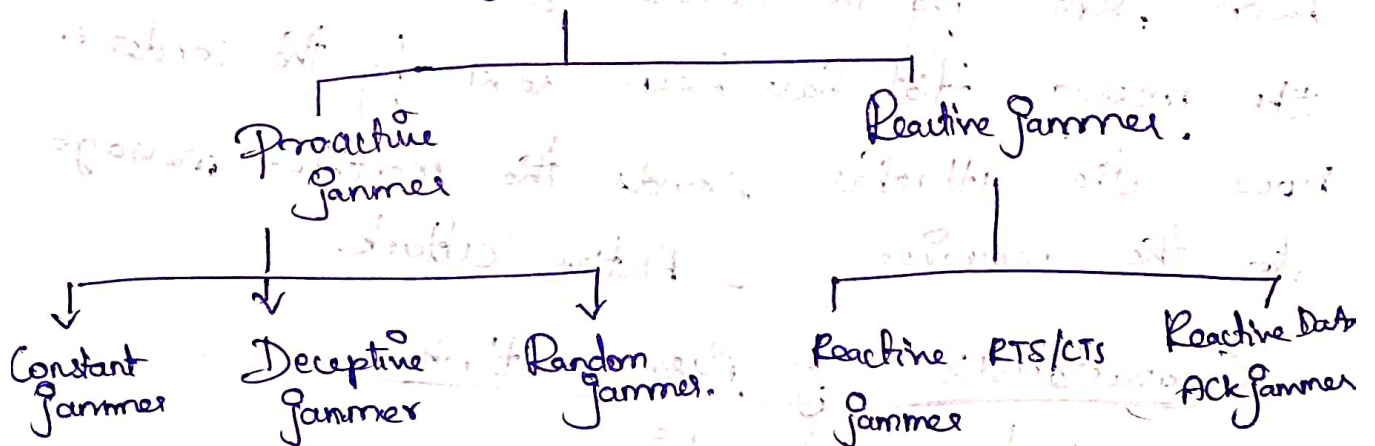 Proactive
jammer
Reactive jammer.
Constant
jammer
Deceptive
jammer
Random
jammer.
Reactive RTS/CTS
jammer
Reactive Data
ACK jammer